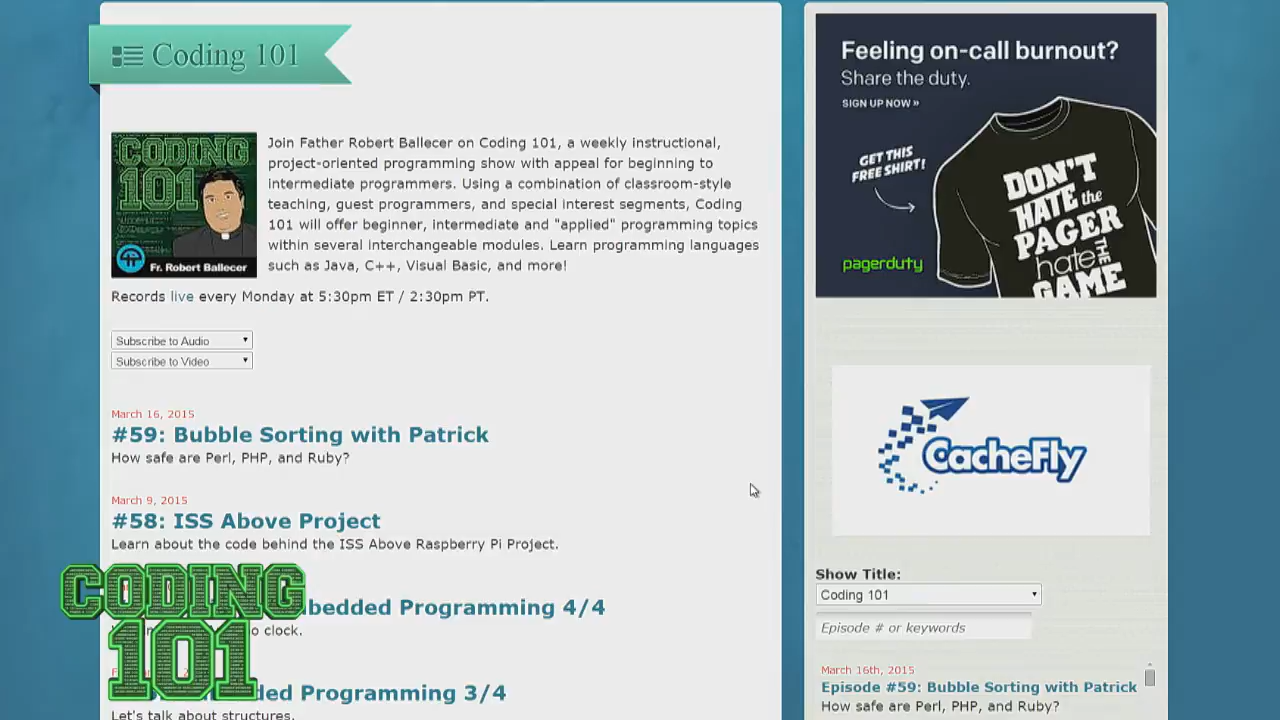 Coding 101
CODING
101
Fr. Robert Ballecer
Join Father Robert Ballecer on Coding 101, a weekly instructional,
project-oriented programming show with appeal for beginning to
intermediate programmers. Using a combination of classroom-style
teaching, guest programmers, and special interest segments, Coding
101 will offer beginner, intermediate and "applied" programming topics
within several interchangeable modules. Learn programming languages
such as Java, C++, Visual Basic, and more!
Records live every Monday at 5:30pm ET / 2:30pm PT.
Subscribe to Audio
Subscribe to Video
March 16, 2015
#59: Bubble Sorting with Patrick
How safe are Perl, PHP, and Ruby?
March 9, 2015
#58: ISS Above Project
Learn about the code behind the ISS Above Raspberry Pi Project.
bedded Programming 4/4
o clock.
ded Programming 3/4
Let's talk about structures.
CODING
101
Feeling on-call burnout?
Share the duty.
SIGN UP NOW »
GET THIS
FREE SHIRT!
DON'T
HATE the
PAGER
hate THE
GAME
pagerduty
CacheFly
Show Title:
Coding 101
Episode # or keywords
March 16th, 2015
Episode #59: Bubble Sorting with Patrick
How safe are Perl, PHP, and Ruby?